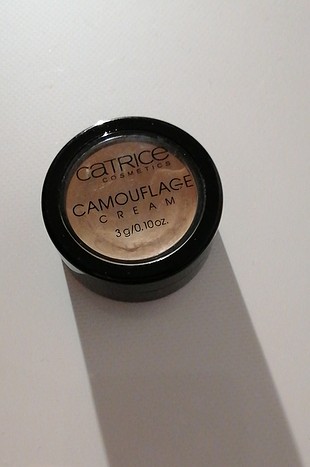 CATRICE
COSMETICS
CAMOUFLAGE
CREAM
3 g/0.10 oz.